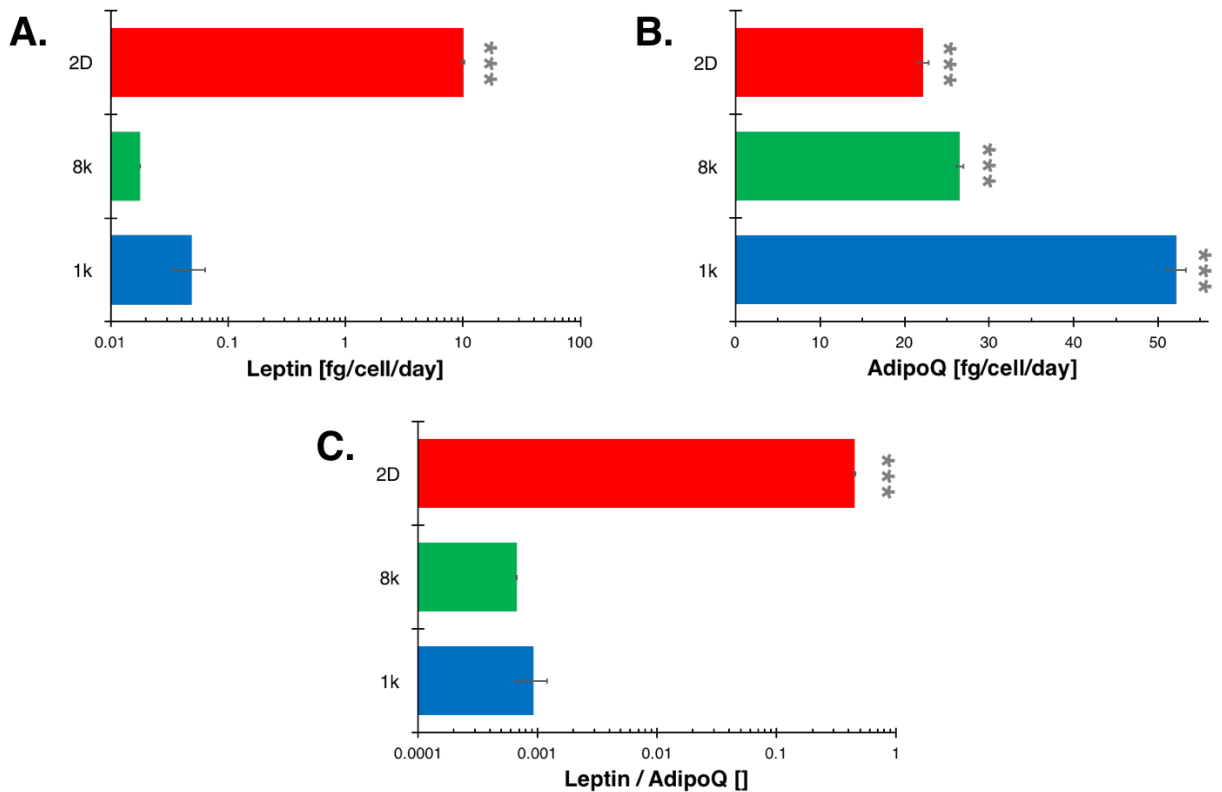 A.
2D
***
8k
1k
0.01 0.1 1 10 100
Leptin [fg/cell/day]
B.
2D
***
8k
***
1k
***
0 10 20 30 40 50
AdipoQ [fg/cell/day]
C.
2D
***
8k
1k
0.0001 0.001 0.01 0.1 1
Leptin / AdipoQ []